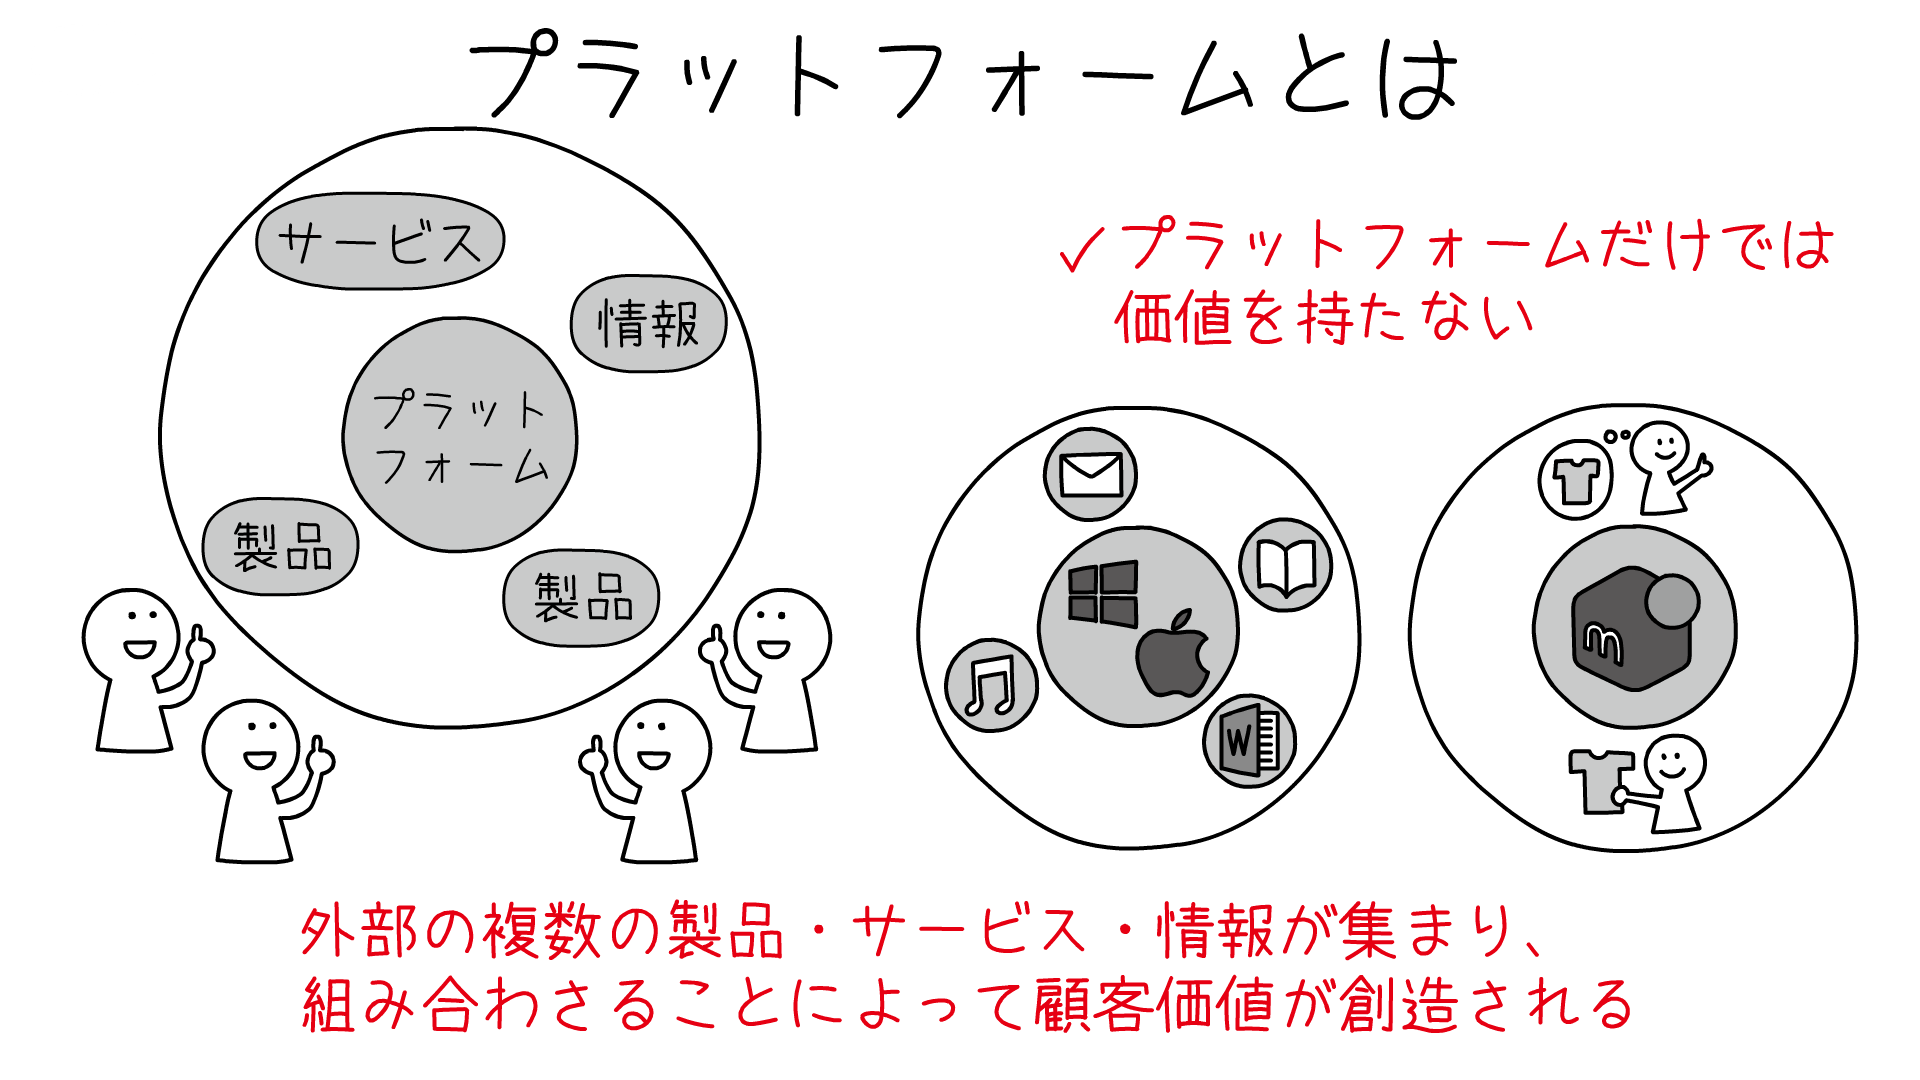 プラットフォームとは
サービス
情報
プラット
フォーム
製品
製品
✓プラットフォームだけでは
価値を持たない
W
m
外部の複数の製品・サービス・情報が集まり、
組み合わさることによって顧客価値が創造される